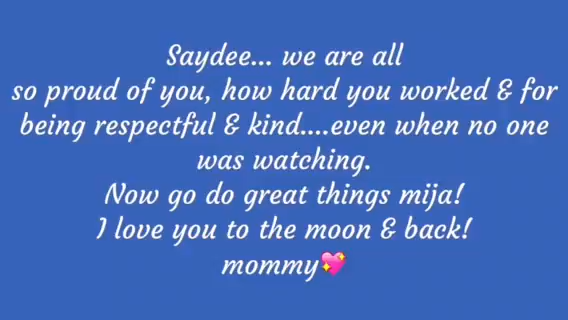 Saydee... we are all
so proud of you, how hard you worked & for
being respectful & kind....even when no one
was watching.
Now go do great things mija!
I love you to the moon & back!
mommy💖